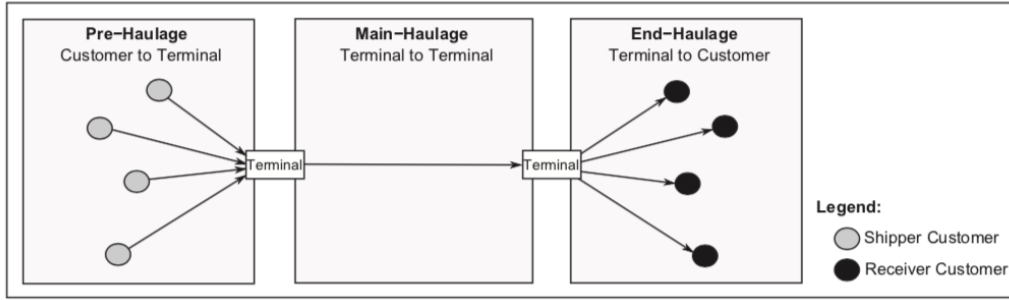 Pre-Haulage
Customer to Terminal
Main-Haulage
Terminal to Terminal
End-Haulage
Terminal to Customer
Terminal
Terminal
Legend:
Shipper Customer
Receiver Customer